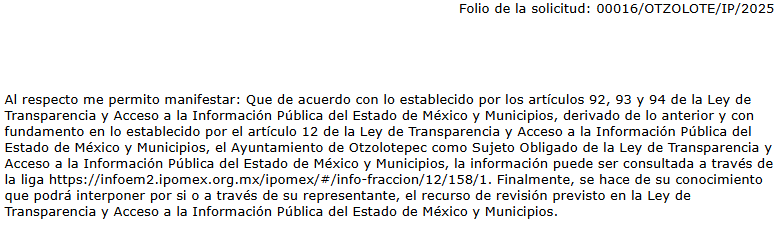 Folio de la solicitud: 00016/OTZOLOTE/IP/2025
Al respecto me permito manifestar: Que de acuerdo con lo establecido por los artículos 92, 93 y 94 de la Ley de
Transparencia y Acceso a la Información Pública del Estado de México y Municipios, derivado de lo anterior y con
fundamento en lo establecido por el artículo 12 de la Ley de Transparencia y Acceso a la Información Pública del
Estado de México y Municipios, el Ayuntamiento de Otzolotepec como Sujeto Obligado de la Ley de Transparencia y
Acceso a la Información Pública del Estado de México y Municipios, la información puede ser consultada a través de
la liga https://infoem2.ipomex.org.mx/ipomex/#/info-fraccion/12/158/1. Finalmente, se hace de su conocimiento
que podrá interponer por si o a través de su representante, el recurso de revisión previsto en la Ley de
Transparencia y Acceso a la Información Pública del Estado de México y Municipios.